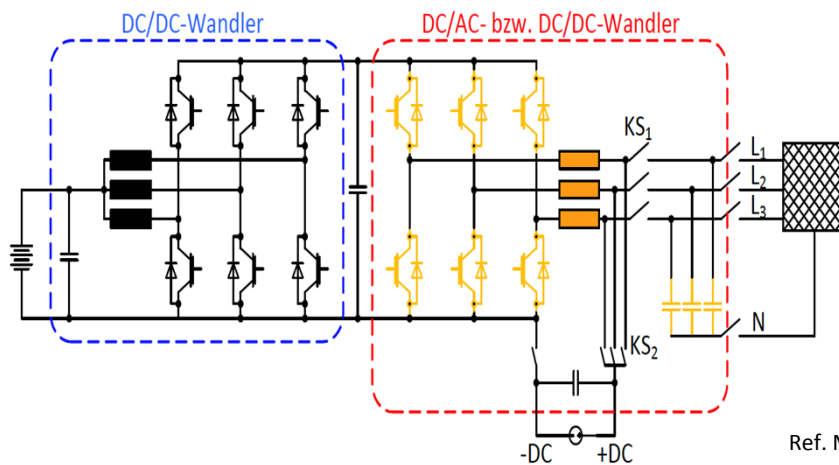 DC/DC-Wandler
DC/AC- bzw. DC/DC-Wandler
KS₁
L₁
L₂
L₃
N
KS₂
-DC
+DC
Ref.